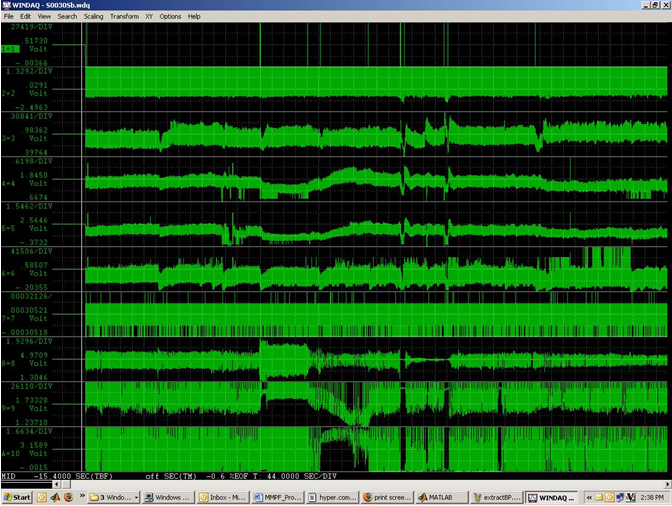 WINDAQ - S0030Sb.wdq
File Edit View Search Scaling Transform XY Options Help
.27419/DIV
.51730
1=1 Volt
-.00366
1.3292/DIV
.0291
2=2 Volt
-2.4963
30841/DIV
.90362
3=3 Volt
39764
.6198/DIV
1.8450
4=4 Volt
.6674
1.5462/DIV
2.5646
5=5 Volt
-.3732
41506/DIV
.59507
6=6 Volt
-.20355
00032126/
.00030521
7=7 Volt
-.00030518
1.9296/DIV
4.9709
8=8 Volt
1.3046
26110/DIV
1.73328
9=9 Volt
1.23718
1.6634/DIV
3.1589
A=10 Volt
-.0015
MID -15.4000 SEC(TBF) off SEC(TM) -0.6 %EOF T: 44.0000 SEC/DIV
Start 3 Windo... Windows ... Inbox - Mi... MMPF_Pro... hyper.com... print scree... MATLAB extractBP... WINDAQ ... 2:38 PM